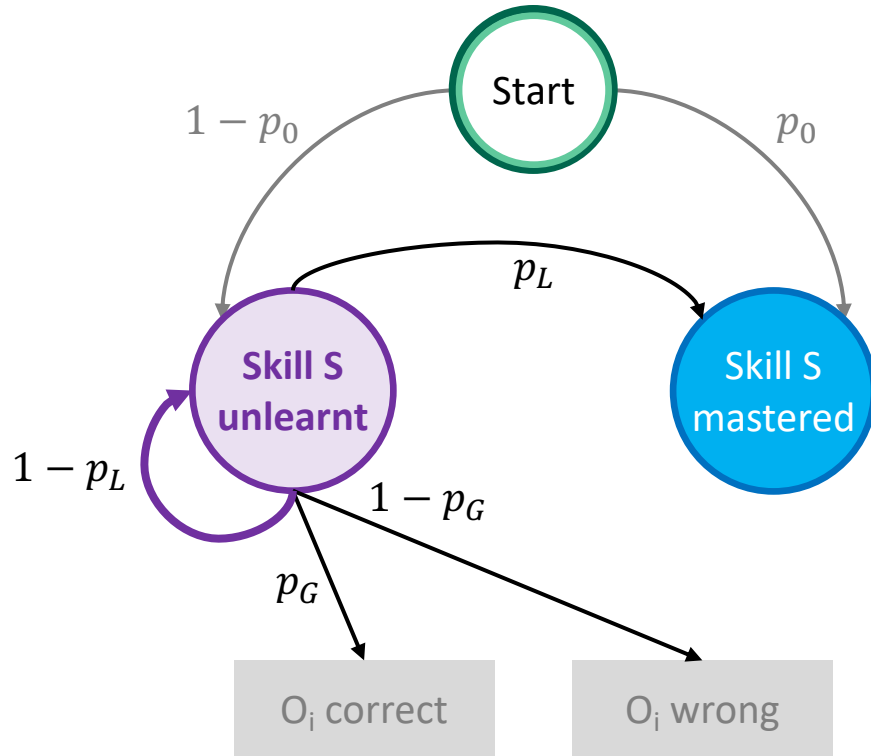 Start
1 − p₀
p₀
p_L
Skill S
unlearnt
Skill S
mastered
1 − p_L
1 − p_G
p_G
Oᵢ correct
Oᵢ wrong